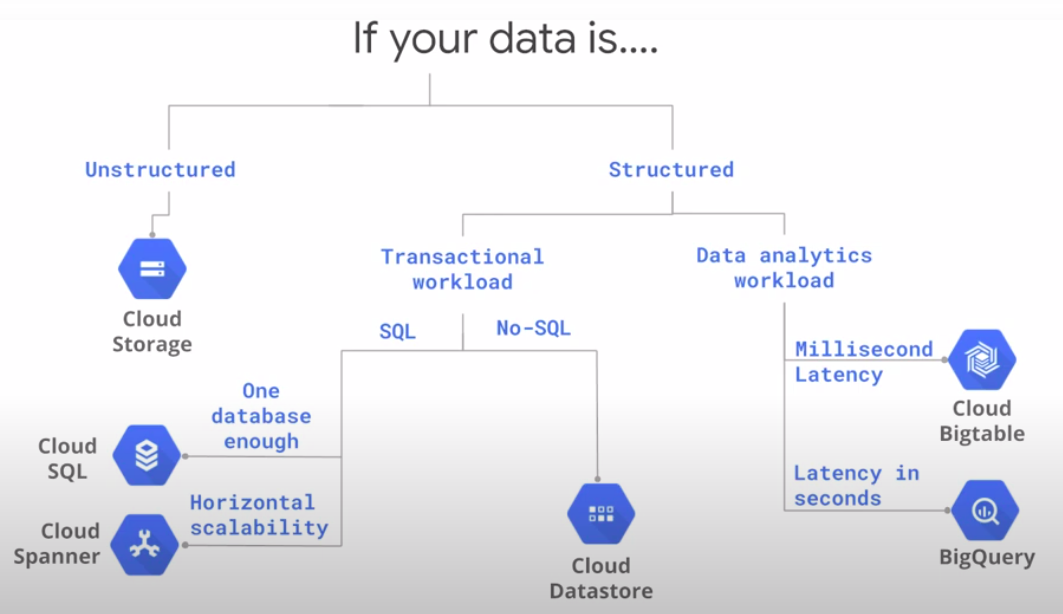 If your data is....
Unstructured
Structured
Cloud
Storage
Transactional
workload
Data analytics
workload
SQL
No-SQL
One
database
enough
Cloud
SQL
Horizontal
scalability
Cloud
Spanner
Cloud
Datastore
Millisecond
Latency
Cloud
Bigtable
Latency in
seconds
BigQuery